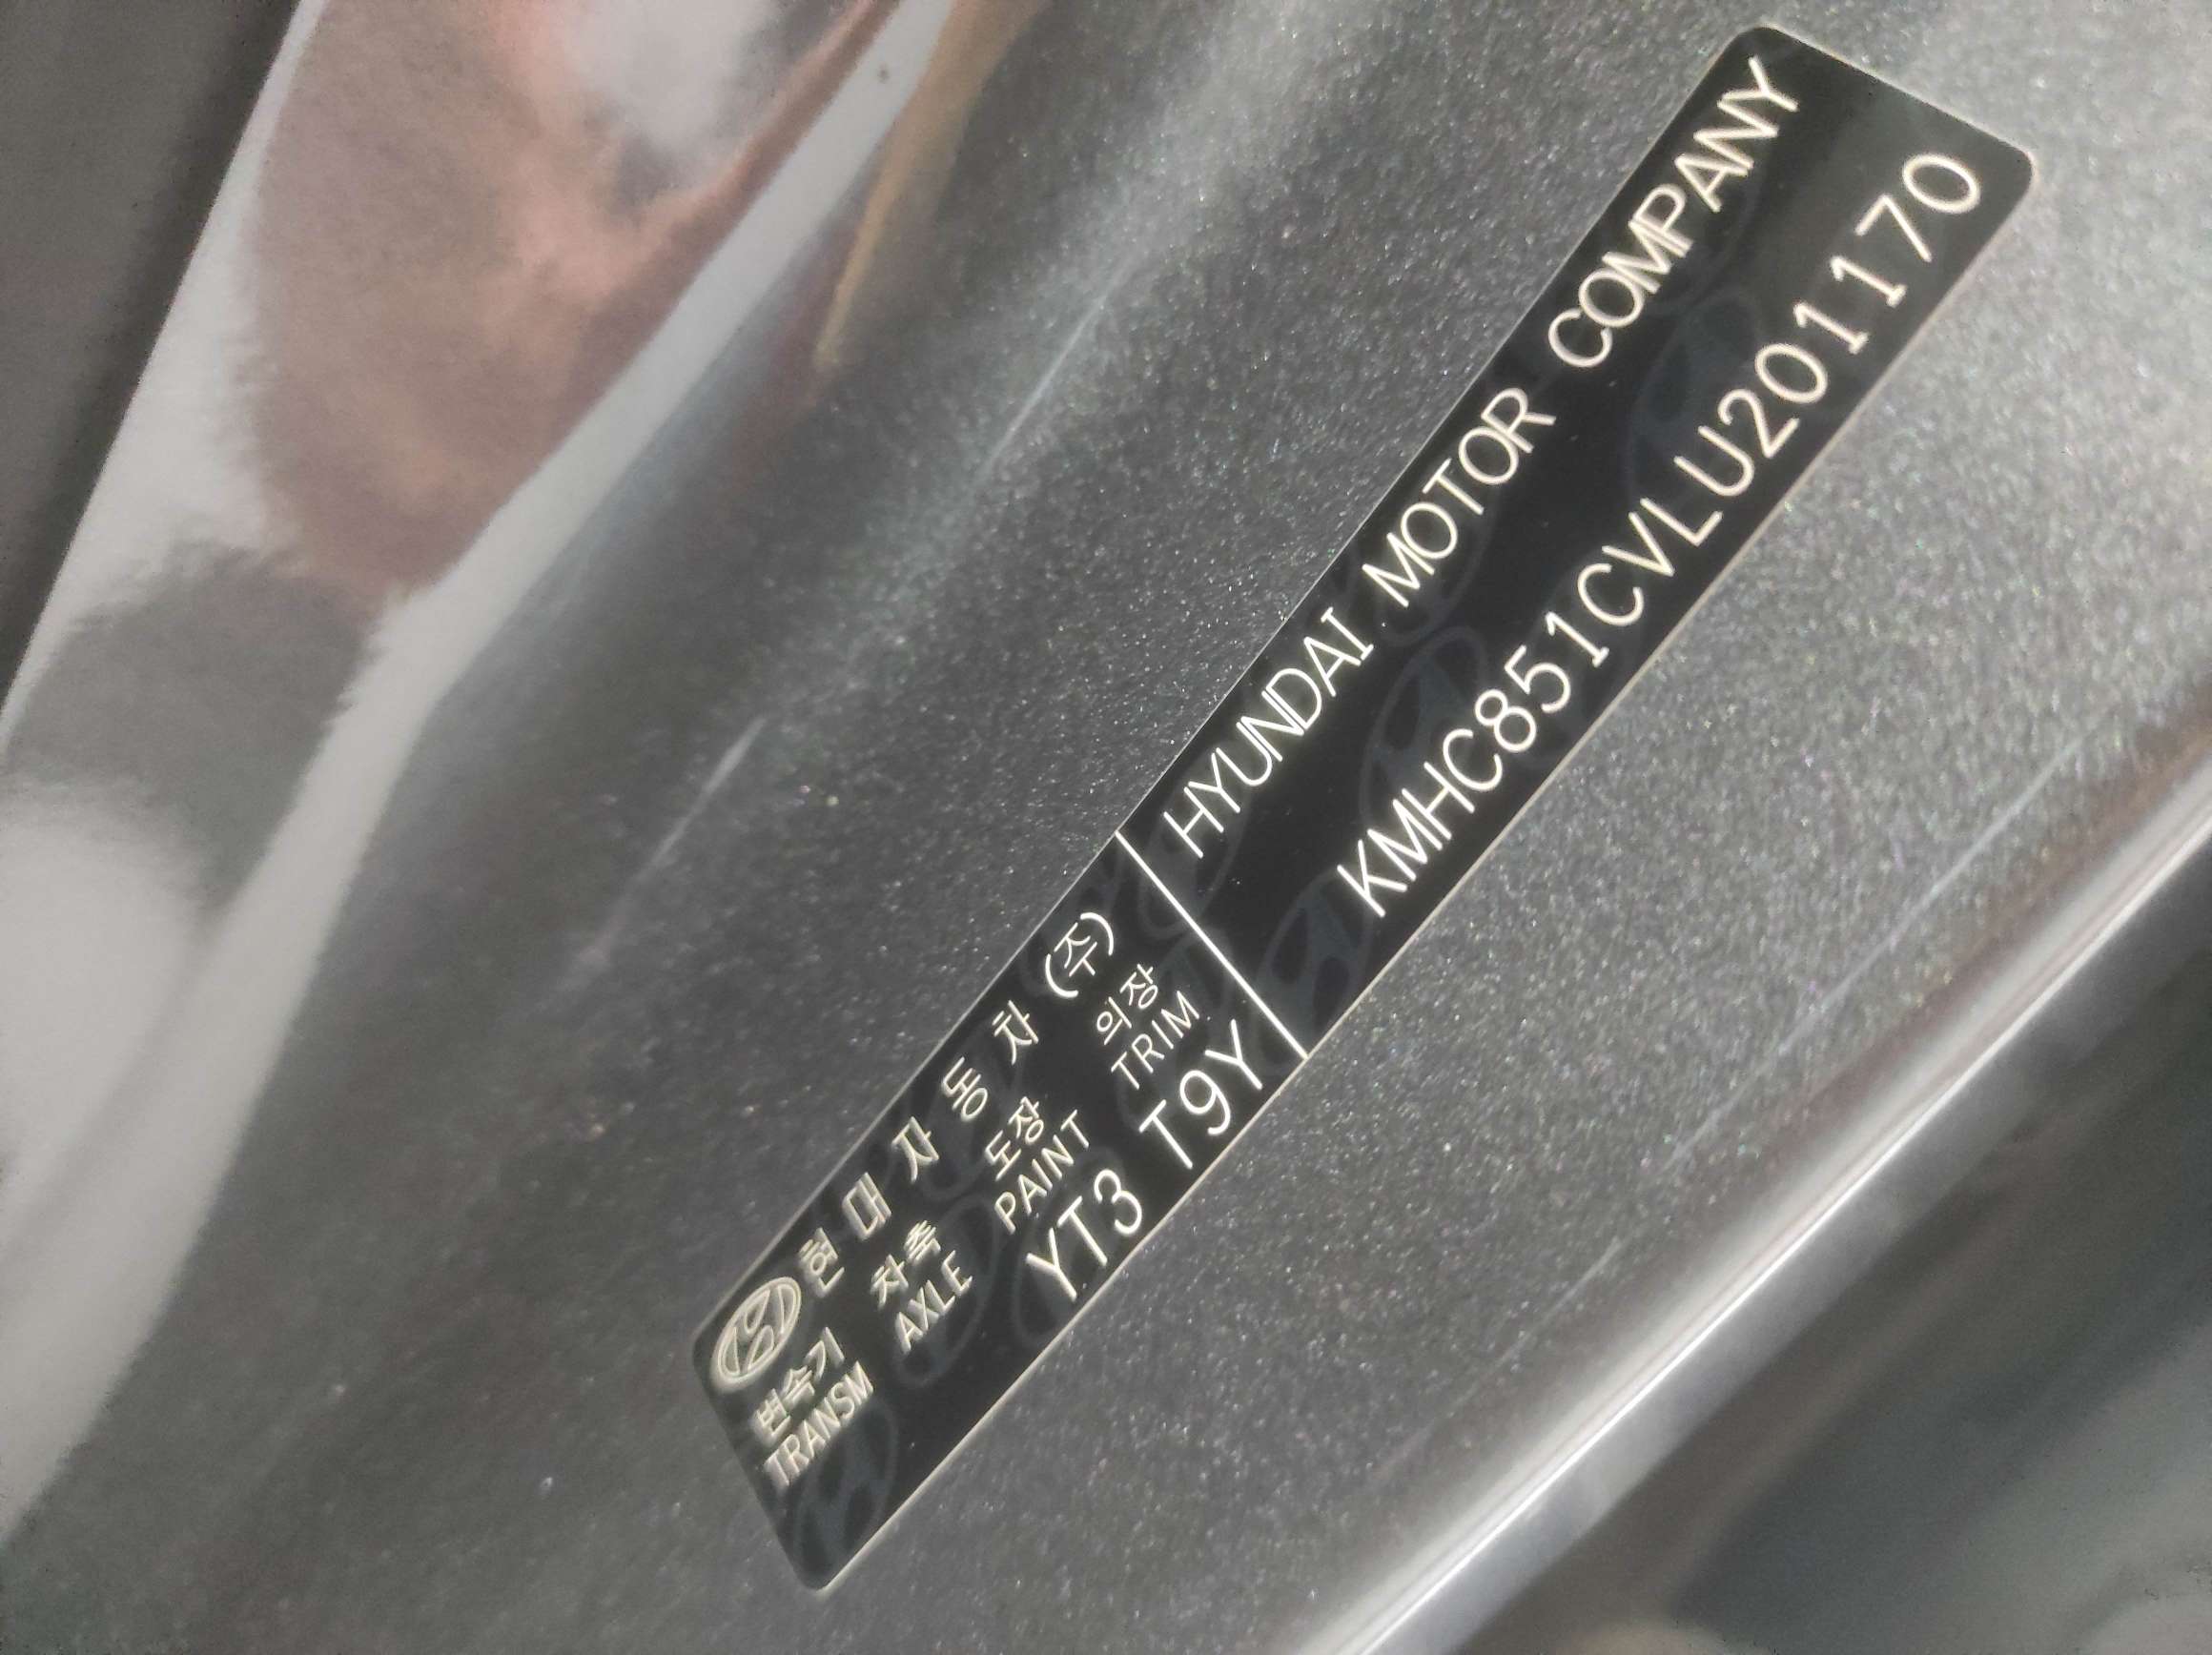 현대자동차(주)
변속기 차축 도장 의장
TRANSM AXLE PAINT TRIM
YT3 T9Y
HYUNDAI MOTOR COMPANY
KMHC851CVLU201170